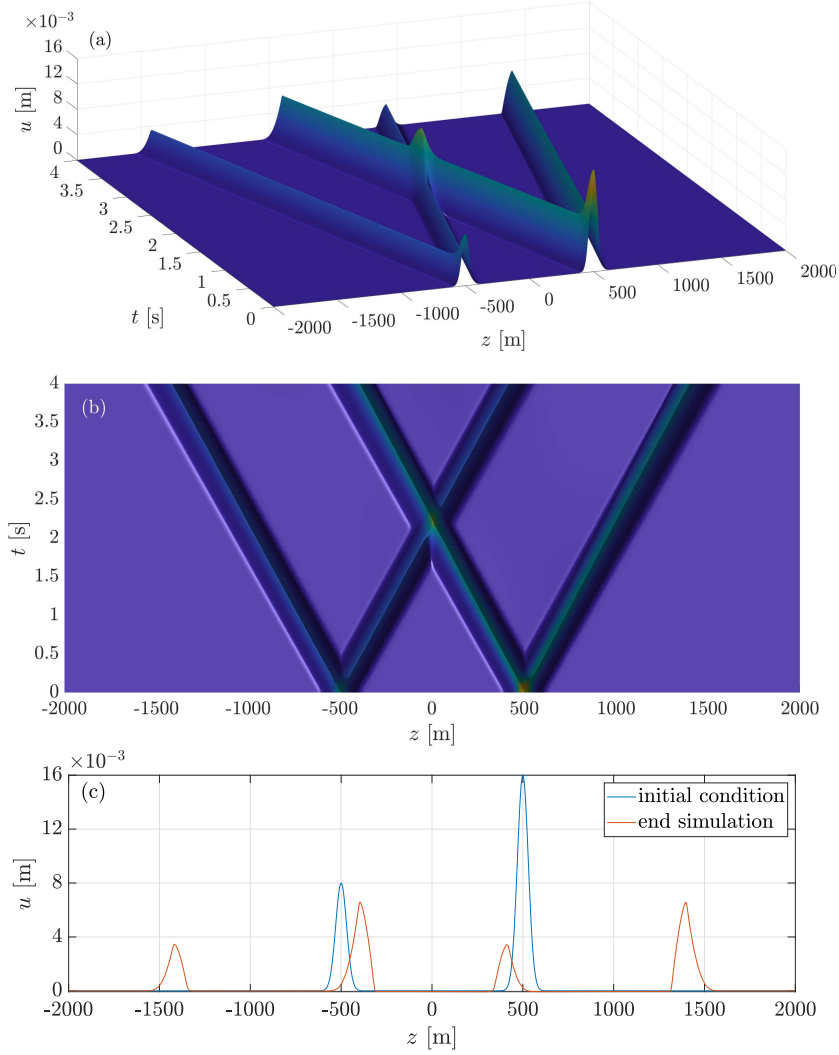 ×10⁻³
(a)
16
12
8
4
0
u [m]
4
3.5
3
2.5
2
1.5
1
0.5
0
t [s]
-2000
-1500
-1000
-500
0
500
1000
1500
2000
z [m]
4
3.5
3
2.5
2
1.5
1
0.5
0
t [s]
(b)
-2000 -1500 -1000 -500 0 500 1000 1500 2000
z [m]
×10⁻³
16
12
8
4
0
u [m]
(c)
initial condition
end simulation
-2000 -1500 -1000 -500 0 500 1000 1500 2000
z [m]